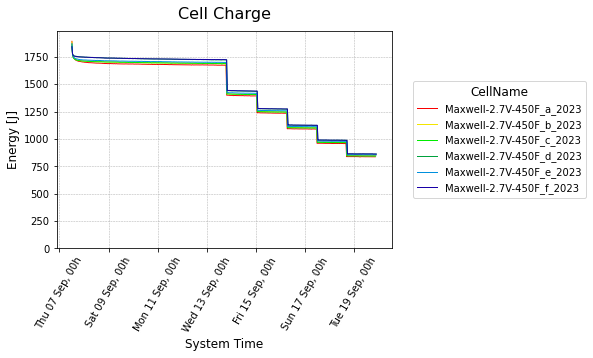 Cell Charge
Energy [J]
1750
1500
1250
1000
750
500
250
0
Thu 07 Sep, 00h
Sat 09 Sep, 00h
Mon 11 Sep, 00h
Wed 13 Sep, 00h
Fri 15 Sep, 00h
Sun 17 Sep, 00h
Tue 19 Sep, 00h
System Time
CellName
Maxwell-2.7V-450F_a_2023
Maxwell-2.7V-450F_b_2023
Maxwell-2.7V-450F_c_2023
Maxwell-2.7V-450F_d_2023
Maxwell-2.7V-450F_e_2023
Maxwell-2.7V-450F_f_2023